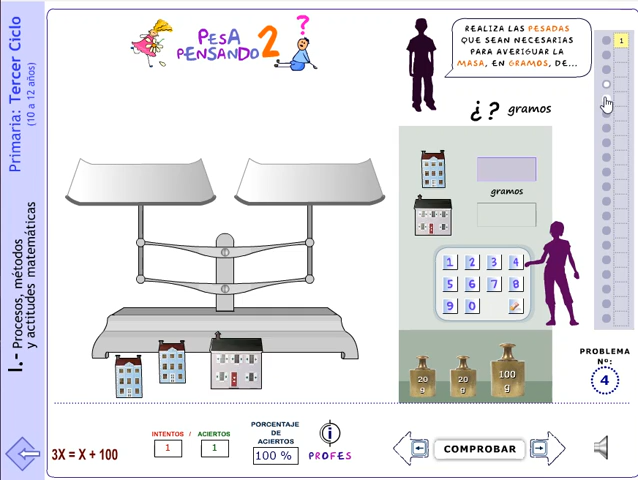 Primaria: Tercer Ciclo
(10 a 12 años)
I.- Procesos, métodos
y actitudes matemáticas
PESA
PENSANDO 2
?
REALIZA LAS PESADAS
QUE SEAN NECESARIAS
PARA AVERIGUAR LA
MASA, EN GRAMOS, DE...
1
¿? gramos
gramos
1 2 3 4
5 6 7 8
9 0
20 g
20 g
100 g
PROBLEMA
Nº:
4
INTENTOS / ACIERTOS
1 1
PORCENTAJE
DE
ACIERTOS
100 %
i
PROFES
3X = X + 100
COMPROBAR